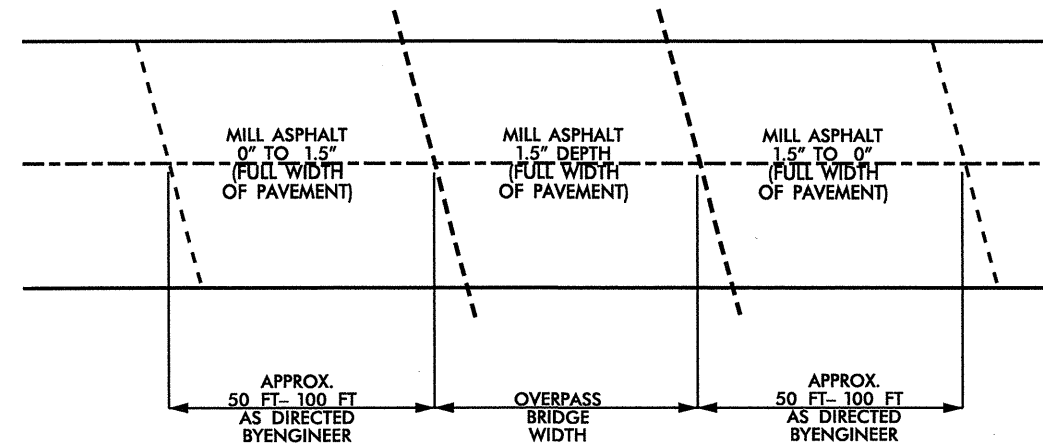 MILL ASPHALT
0" TO 1.5"
(FULL WIDTH
OF PAVEMENT)
MILL ASPHALT
1.5" DEPTH
(FULL WIDTH
OF PAVEMENT)
MILL ASPHALT
1.5" TO 0"
(FULL WIDTH
OF PAVEMENT)
APPROX.
50 FT– 100 FT
AS DIRECTED
BYENGINEER
OVERPASS
BRIDGE
WIDTH
APPROX.
50 FT– 100 FT
AS DIRECTED
BYENGINEER